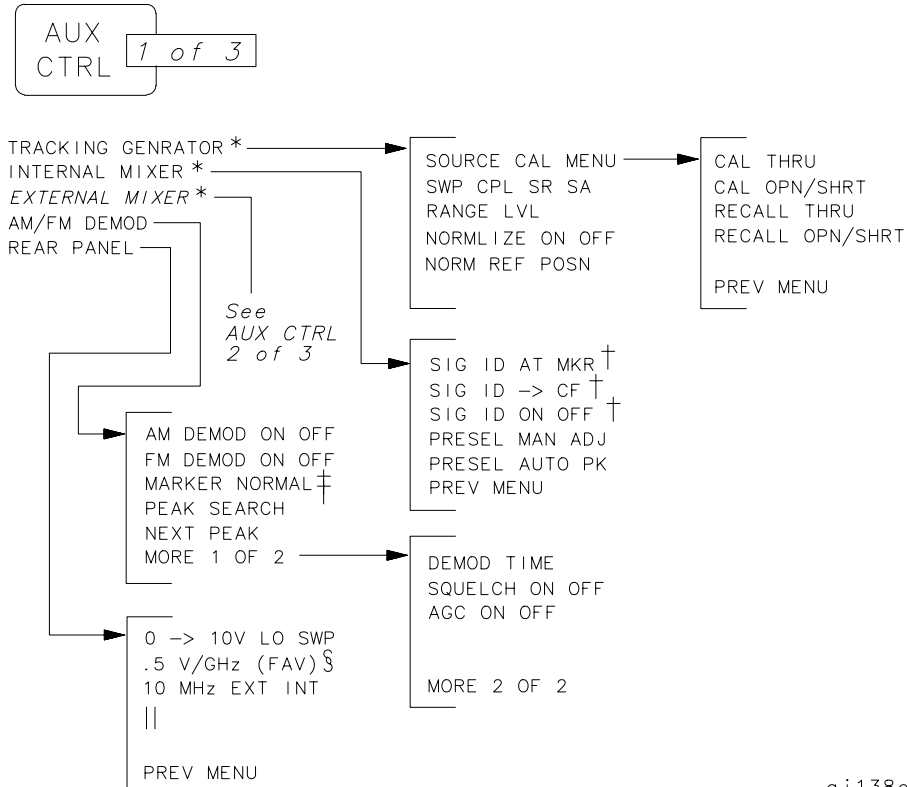 AUX
CTRL
1 of 3
TRACKING GENRATOR*
INTERNAL MIXER*
EXTERNAL MIXER*
AM/FM DEMOD
REAR PANEL
See
AUX CTRL
2 of 3
SOURCE CAL MENU
SWP CPL SR SA
RANGE LVL
NORMLIZE ON OFF
NORM REF POSN
CAL THRU
CAL OPN/SHRT
RECALL THRU
RECALL OPN/SHRT
PREV MENU
SIG ID AT MKR†
SIG ID -> CF†
SIG ID ON OFF†
PRESEL MAN ADJ
PRESEL AUTO PK
PREV MENU
AM DEMOD ON OFF
FM DEMOD ON OFF
MARKER NORMAL‡
PEAK SEARCH
NEXT PEAK
MORE 1 OF 2
DEMOD TIME
SQUELCH ON OFF
AGC ON OFF
MORE 2 OF 2
0 -> 10V LO SWP
.5 V/GHz (FAV)§
10 MHz EXT INT
||
PREV MENU